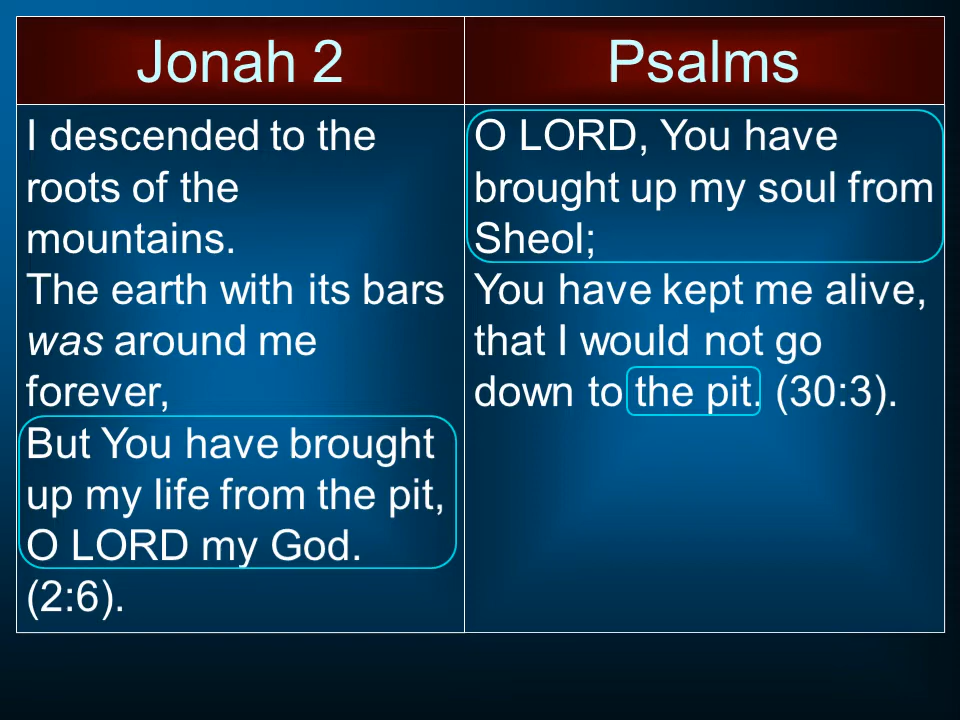 Jonah 2
Psalms
I descended to the
roots of the
mountains.
The earth with its bars
was around me
forever,
But You have brought
up my life from the pit,
O LORD my God.
(2:6).
O LORD, You have
brought up my soul from
Sheol;
You have kept me alive,
that I would not go
down to the pit. (30:3).